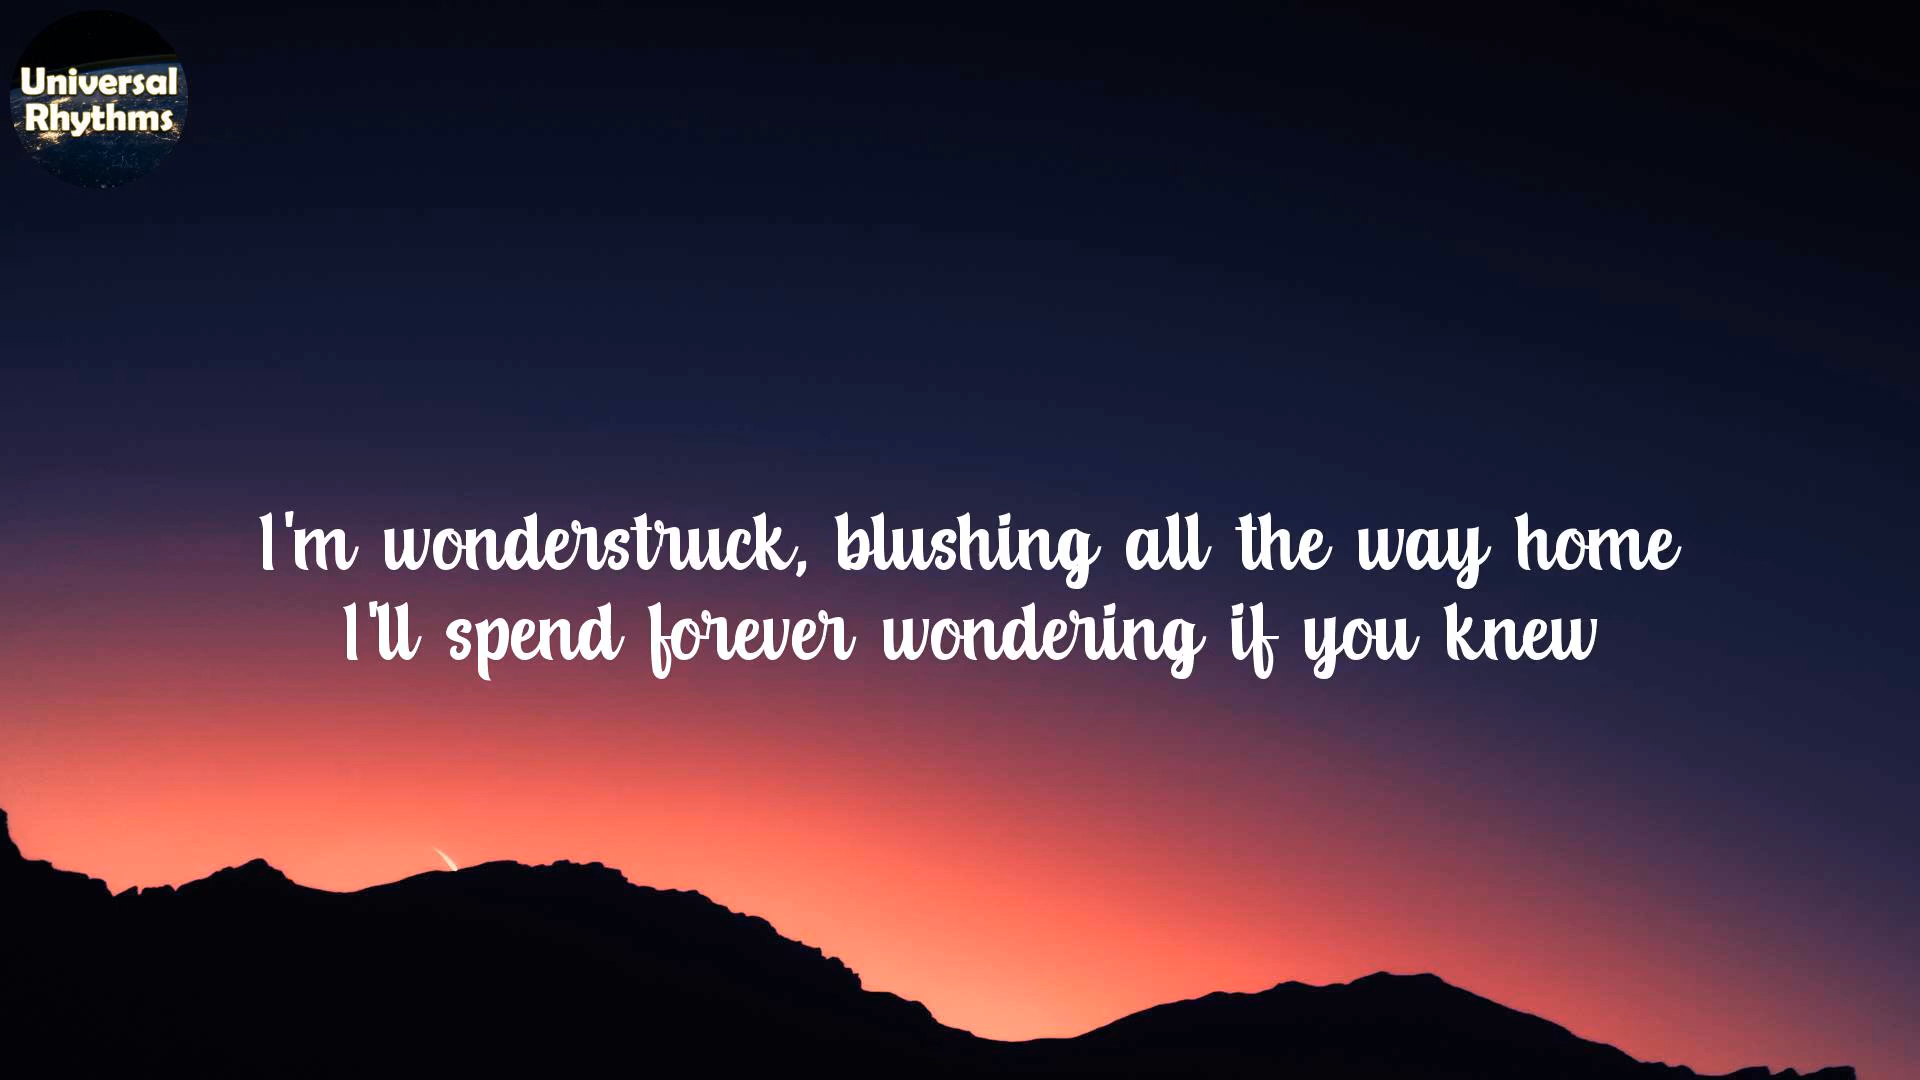 Universal
Rhythms
I'm wonderstruck, blushing all the way home
I'll spend forever wondering if you knew